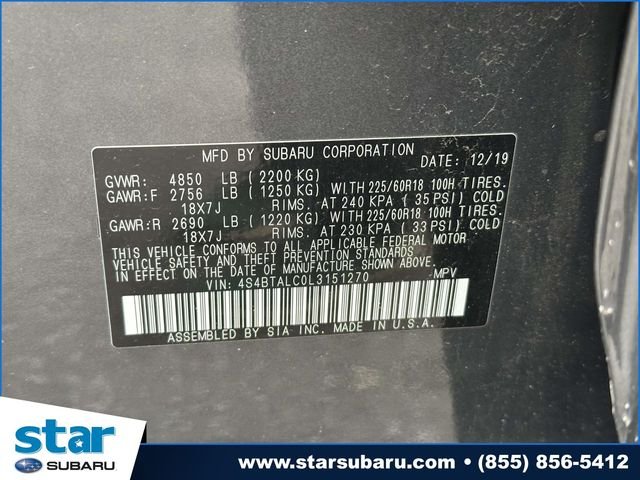 MFD BY SUBARU CORPORATION
DATE: 12/19
GVWR: 4850 LB (2200 KG)
GAWR:F 2756 LB (1250 KG) WITH 225/60R18 100H TIRES.
18X7J RIMS. AT 240 KPA ( 35 PSI) COLD
GAWR:R 2690 LB (1220 KG) WITH 225/60R18 100H TIRES.
18X7J RIMS. AT 230 KPA ( 33 PSI) COLD
THIS VEHICLE CONFORMS TO ALL APPLICABLE FEDERAL MOTOR
VEHICLE SAFETY AND THEFT PREVENTION STANDARDS IN
EFFECT ON THE DATE OF MANUFACTURE SHOWN ABOVE.
VIN: 4S4BTALC0L3151270 MPV
ASSEMBLED BY SIA INC. MADE IN U.S.A.
star
SUBARU
www.starsubaru.com - (855) 856-5412